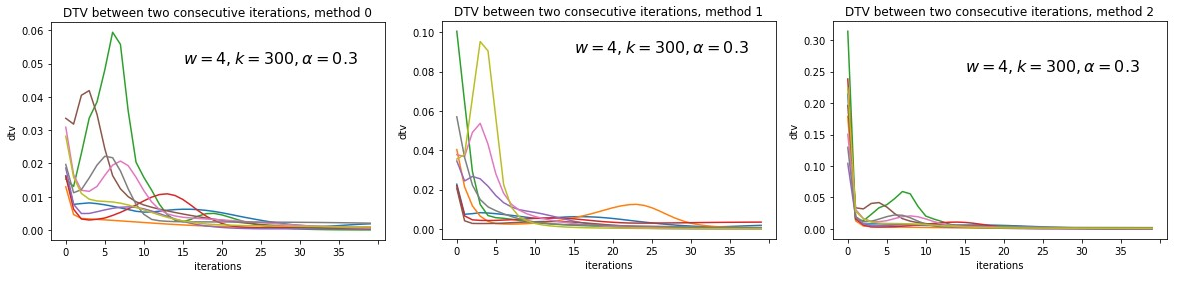 DTV between two consecutive iterations, method 0
0.06
0.05
0.04
0.03
0.02
0.01
0.00
dtv
w = 4, k = 300, α = 0.3
0 5 10 15 20 25 30 35
iterations
DTV between two consecutive iterations, method 1
0.10
0.08
0.06
0.04
0.02
0.00
dtv
w = 4, k = 300, α = 0.3
0 5 10 15 20 25 30 35
iterations
DTV between two consecutive iterations, method 2
0.30
0.25
0.20
0.15
0.10
0.05
0.00
dtv
w = 4, k = 300, α = 0.3
0 5 10 15 20 25 30 35
iterations